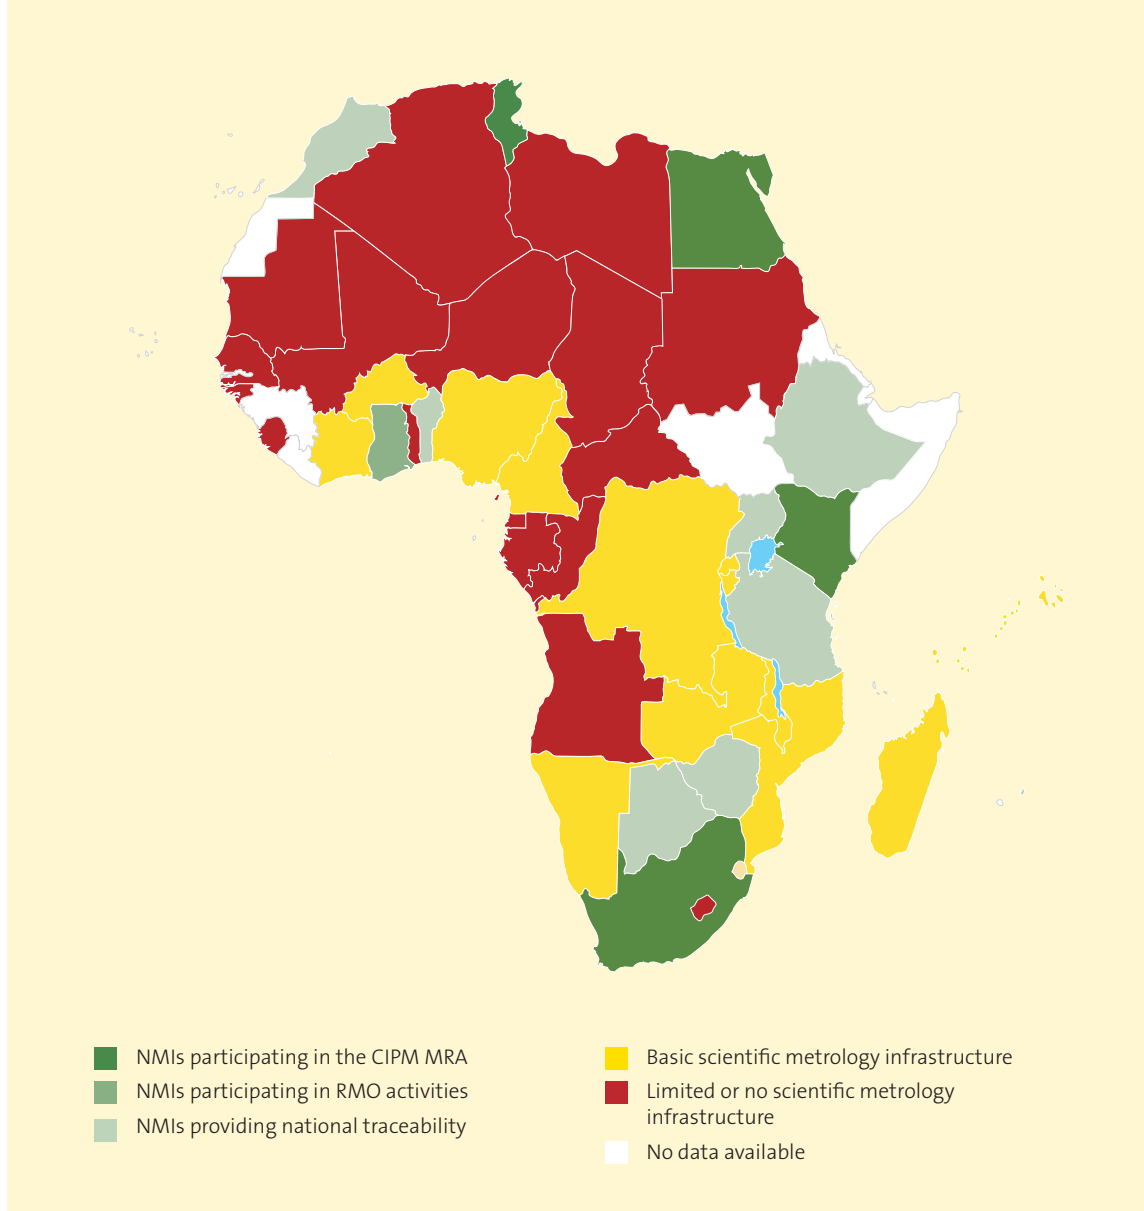 NMIs participating in the CIPM MRA
NMIs participating in RMO activities
NMIs providing national traceability
Basic scientific metrology infrastructure
Limited or no scientific metrology
infrastructure
No data available